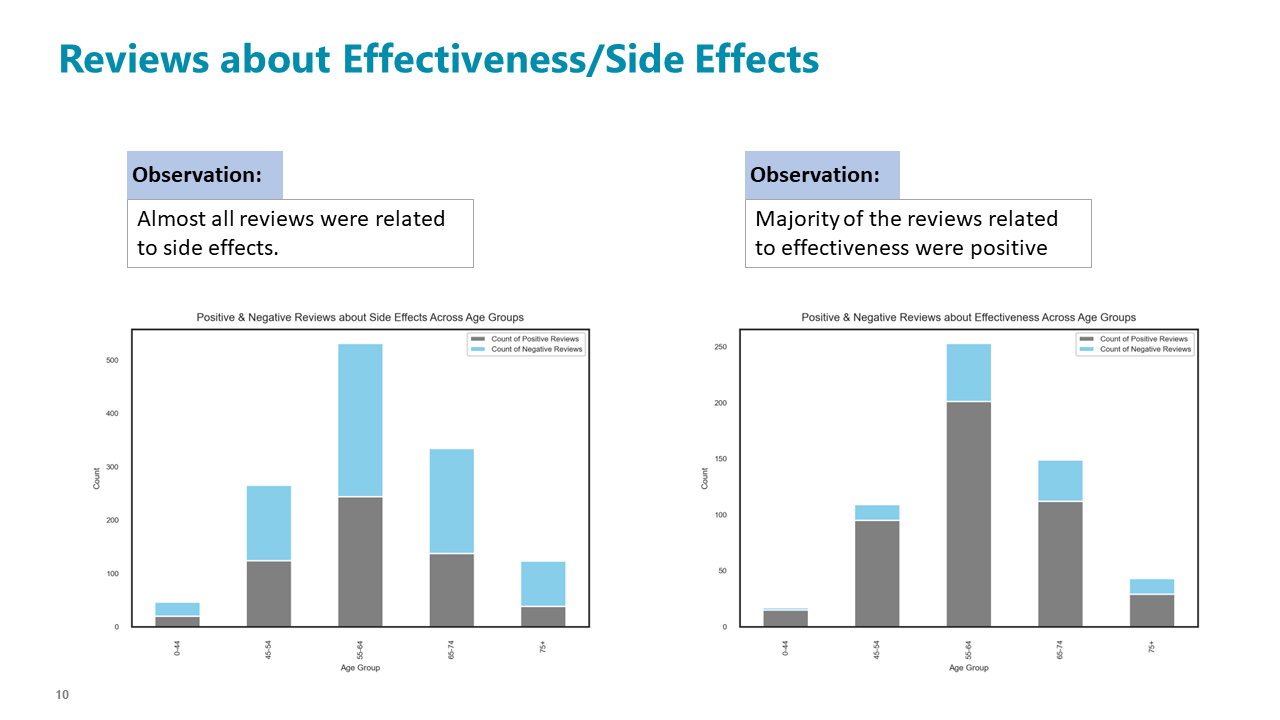 Reviews about Effectiveness/Side Effects
Observation:
Almost all reviews were related
to side effects.
Observation:
Majority of the reviews related
to effectiveness were positive
Positive & Negative Reviews about Side Effects Across Age Groups
Count of Positive Reviews
Count of Negative Reviews
500
400
300
200
100
0
Count
0-44
45-54
55-64
65-74
75+
Age Group
Positive & Negative Reviews about Effectiveness Across Age Groups
Count of Positive Reviews
Count of Negative Reviews
250
200
150
100
50
0
Count
0-44
45-54
55-64
65-74
75+
Age Group
10